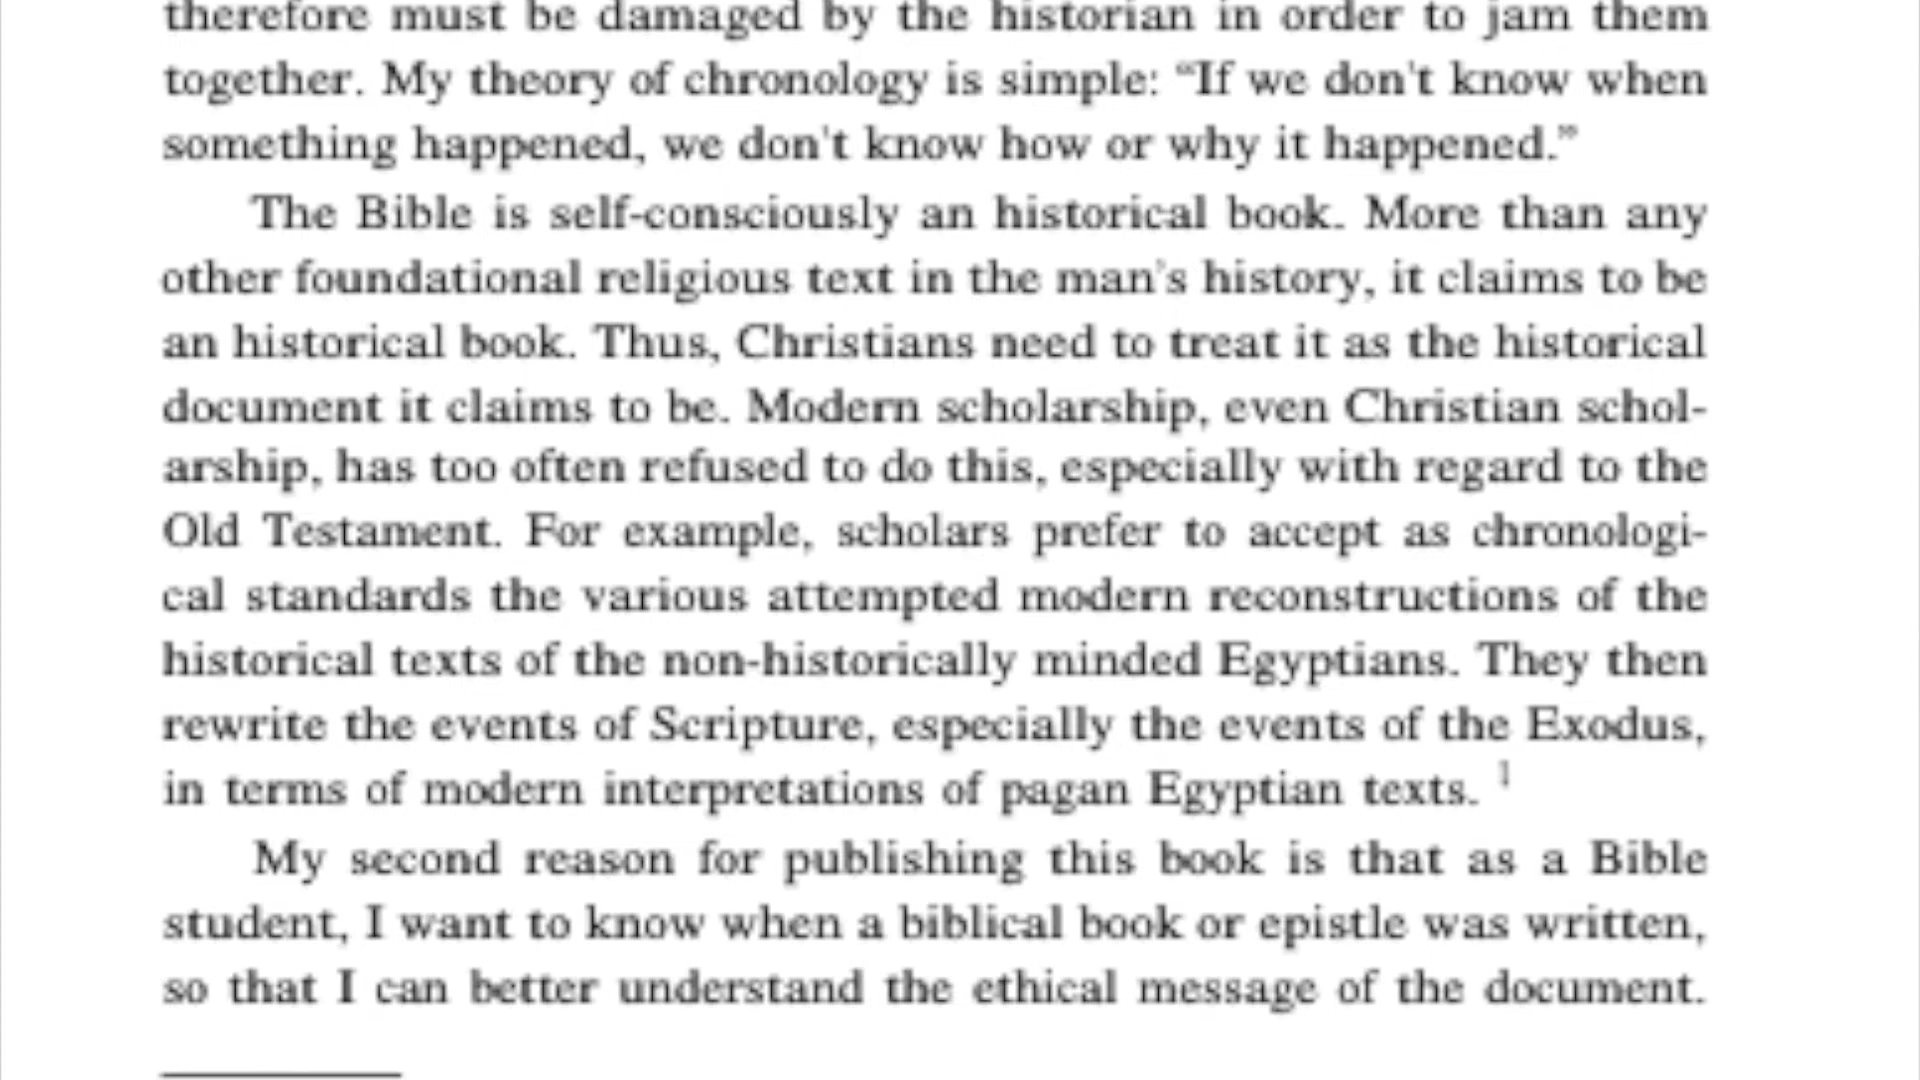 therefore must be damaged by the historian in order to jam them
together. My theory of chronology is simple: “If we don't know when
something happened, we don't know how or why it happened.”
The Bible is self-consciously an historical book. More than any
other foundational religious text in the man's history, it claims to be
an historical book. Thus, Christians need to treat it as the historical
document it claims to be. Modern scholarship, even Christian schol-
arship, has too often refused to do this, especially with regard to the
Old Testament. For example, scholars prefer to accept as chronologi-
cal standards the various attempted modern reconstructions of the
historical texts of the non-historically minded Egyptians. They then
rewrite the events of Scripture, especially the events of the Exodus,
in terms of modern interpretations of pagan Egyptian texts. 1
My second reason for publishing this book is that as a Bible
student, I want to know when a biblical book or epistle was written,
so that I can better understand the ethical message of the document.